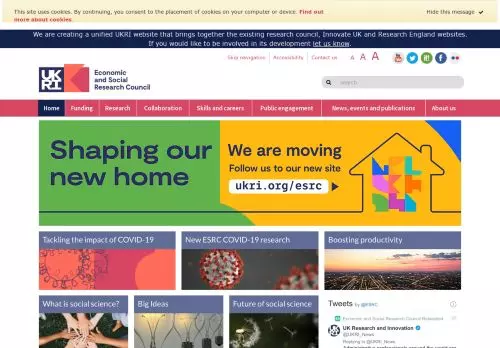 This site uses cookies. By continuing, you consent to the placement of cookies on your computer or device. Find out
more about cookies.
Hide this message
We are creating a unified UKRI website that brings together the existing research council, Innovate UK and Research England websites.
If you would like to be involved in its development let us know.
Skip navigation | Accessibility | Contact us A A A
UK
RI
Economic
and Social
Research Council
search
Home Funding Research Collaboration Skills and careers Public engagement News, events and publications About us
Shaping our
new home
We are moving
Follow us to our new site
ukri.org/esrc
Tackling the impact of COVID-19
New ESRC COVID-19 research
Boosting productivity
What is social science?
Big Ideas
Future of social science
Tweets by @ESRC
Economic and Social Research Council Retweeted
UK Research and Innovation
@UKRI_News
Replying to @UKRI_News